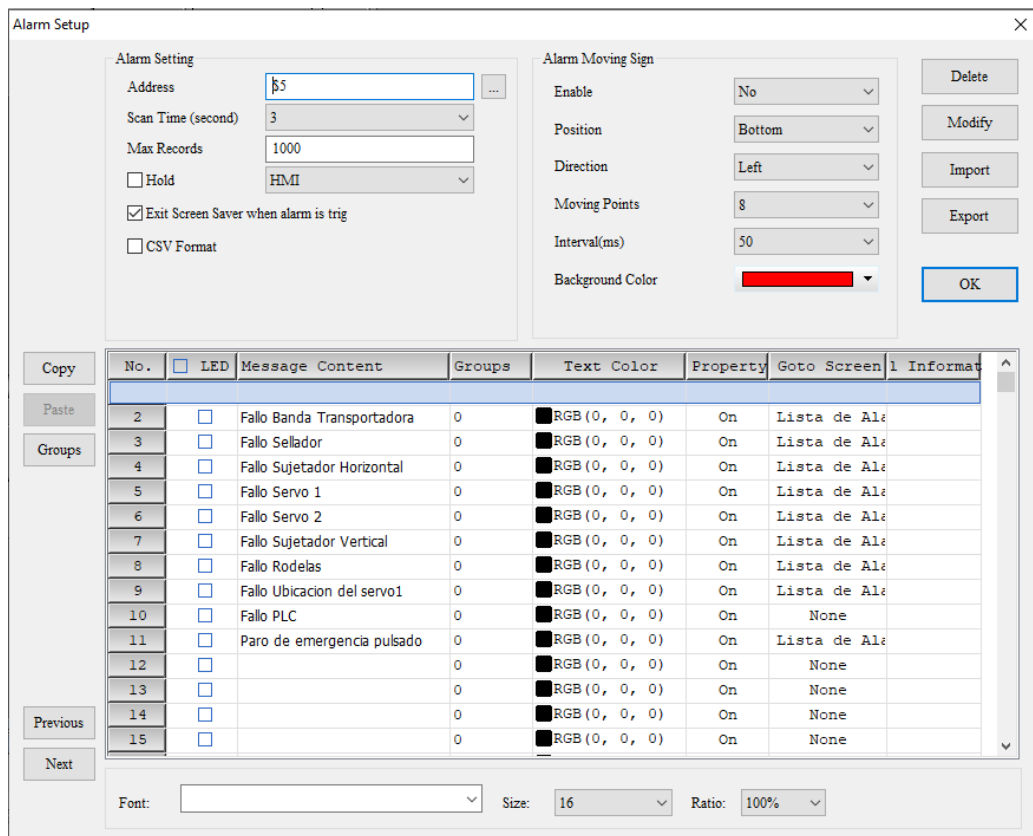 Alarm Setup
Alarm Setting
Address $5 ...
Scan Time (second) 3
Max Records 1000
Hold HMI
Exit Screen Saver when alarm is trig
CSV Format
Alarm Moving Sign
Enable No
Position Bottom
Direction Left
Moving Points 8
Interval(ms) 50
Background Color
Delete
Modify
Import
Export
OK
Copy
Paste
Groups
Previous
Next
No. LED Message Content Groups Text Color Property Goto Screen l Informat
2 Fallo Banda Transportadora 0 RGB(0, 0, 0) On Lista de Ala
3 Fallo Sellador 0 RGB(0, 0, 0) On Lista de Ala
4 Fallo Sujetador Horizontal 0 RGB(0, 0, 0) On Lista de Ala
5 Fallo Servo 1 0 RGB(0, 0, 0) On Lista de Ala
6 Fallo Servo 2 0 RGB(0, 0, 0) On Lista de Ala
7 Fallo Sujetador Vertical 0 RGB(0, 0, 0) On Lista de Ala
8 Fallo Rodelas 0 RGB(0, 0, 0) On Lista de Ala
9 Fallo Ubicacion del servo1 0 RGB(0, 0, 0) On Lista de Ala
10 Fallo PLC 0 RGB(0, 0, 0) On None
11 Paro de emergencia pulsado 0 RGB(0, 0, 0) On Lista de Ala
12 0 RGB(0, 0, 0) On None
13 0 RGB(0, 0, 0) On None
14 0 RGB(0, 0, 0) On None
15 0 RGB(0, 0, 0) On None
Font: Size: 16 Ratio: 100%